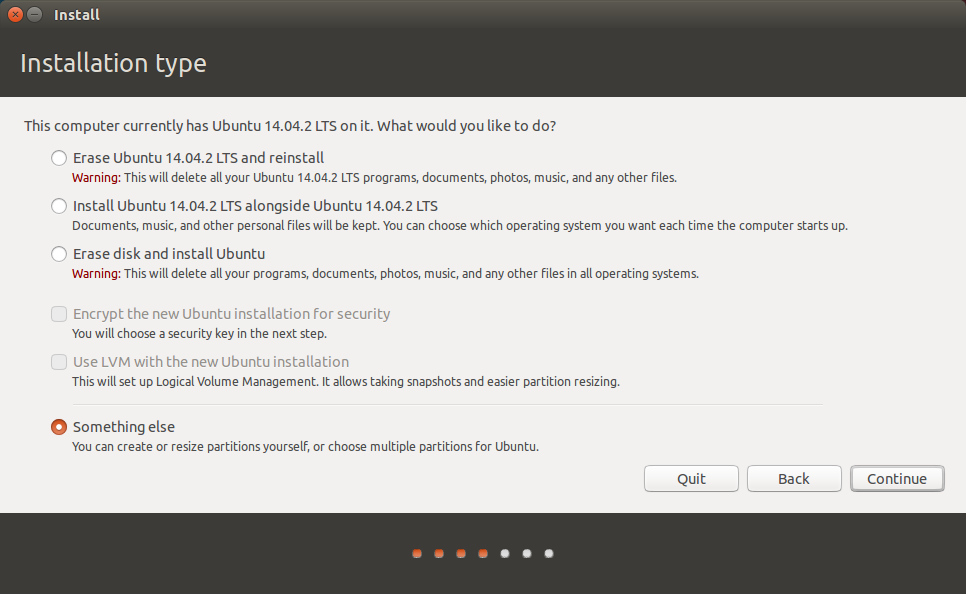 Install
Installation type
This computer currently has Ubuntu 14.04.2 LTS on it. What would you like to do?
Erase Ubuntu 14.04.2 LTS and reinstall
Warning: This will delete all your Ubuntu 14.04.2 LTS programs, documents, photos, music, and any other files.
Install Ubuntu 14.04.2 LTS alongside Ubuntu 14.04.2 LTS
Documents, music, and other personal files will be kept. You can choose which operating system you want each time the computer starts up.
Erase disk and install Ubuntu
Warning: This will delete all your programs, documents, photos, music, and any other files in all operating systems.
Encrypt the new Ubuntu installation for security
You will choose a security key in the next step.
Use LVM with the new Ubuntu installation
This will set up Logical Volume Management. It allows taking snapshots and easier partition resizing.
Something else
You can create or resize partitions yourself, or choose multiple partitions for Ubuntu.
Quit Back Continue